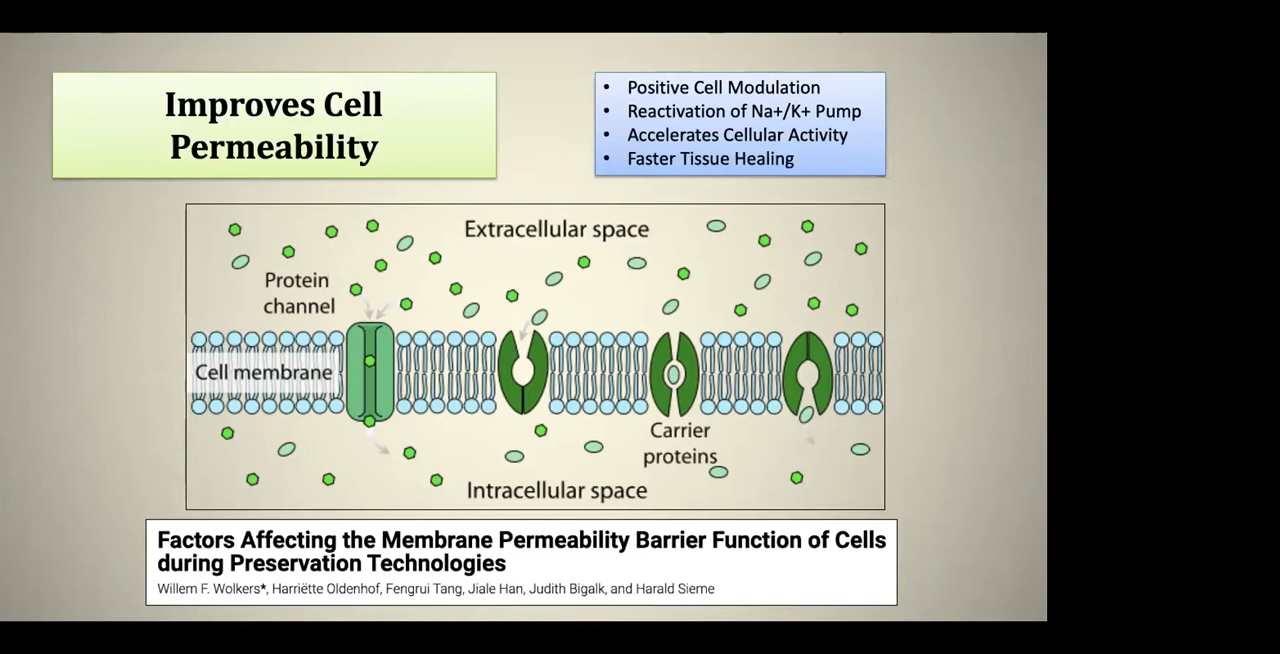 Improves Cell
Permeability
• Positive Cell Modulation
• Reactivation of Na+/K+ Pump
• Accelerates Cellular Activity
• Faster Tissue Healing
Extracellular space
Protein
channel
Cell membrane
Carrier
proteins
Intracellular space
Factors Affecting the Membrane Permeability Barrier Function of Cells
during Preservation Technologies
Willem F. Wolkers*, Harriëtte Oldenhof, Fengrui Tang, Jiale Han, Judith Bigalk, and Harald Sieme